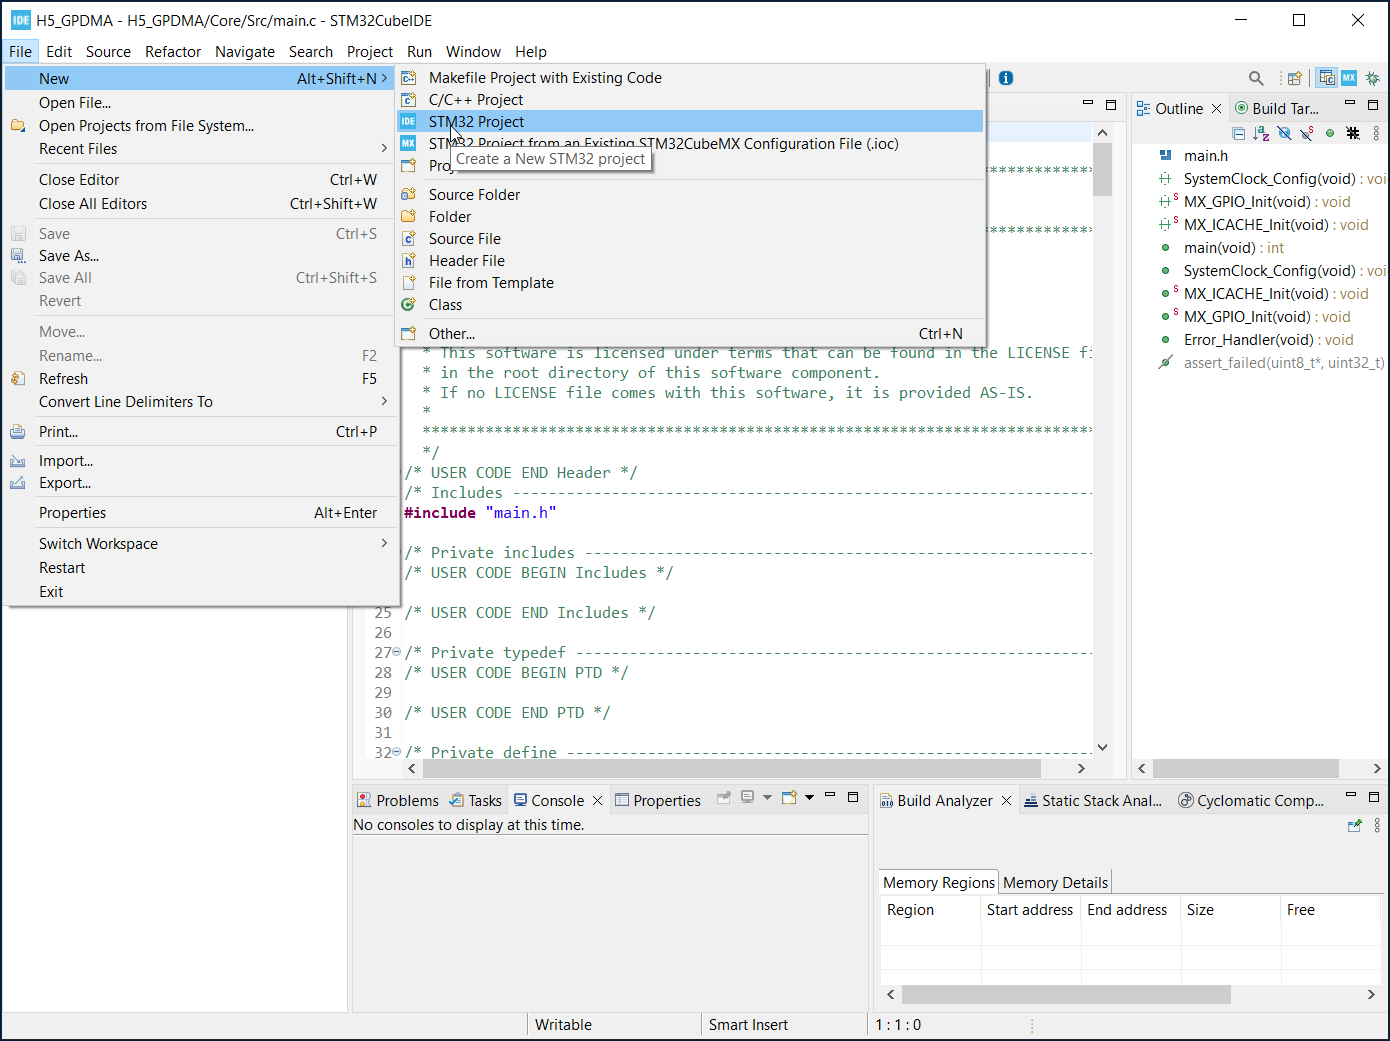 IDE H5_GPDMA - H5_GPDMA/Core/Src/main.c - STM32CubeIDE
File Edit Source Refactor Navigate Search Project Run Window Help
New Alt+Shift+N
Open File...
Open Projects from File System...
Recent Files
Close Editor Ctrl+W
Close All Editors Ctrl+Shift+W
Save Ctrl+S
Save As...
Save All Ctrl+Shift+S
Revert
Move...
Rename... F2
Refresh F5
Convert Line Delimiters To
Print... Ctrl+P
Import...
Export...
Properties Alt+Enter
Switch Workspace
Restart
Exit
Makefile Project with Existing Code
C/C++ Project
IDE STM32 Project
MX STM32 Project from an Existing STM32CubeMX Configuration File (.ioc)
Create a New STM32 project
Source Folder
Folder
Source File
Header File
File from Template
Class
Other... Ctrl+N
MX
* This software is licensed under terms that can be found in the LICENSE fi
* in the root directory of this software component.
* If no LICENSE file comes with this software, it is provided AS-IS.
*
******************************************************************************
*/
/* USER CODE END Header */
/* Includes ------------------------------------------------------------------
#include "main.h"
/* Private includes ----------------------------------------------------------
/* USER CODE BEGIN Includes */
25 /* USER CODE END Includes */
26
27 /* Private typedef -----------------------------------------------------------
28 /* USER CODE BEGIN PTD */
29
30 /* USER CODE END PTD */
31
32 /* Private define ------------------------------------------------------------
Outline Build Tar...
main.h
SystemClock_Config(void) : voi
MX_GPIO_Init(void) : void
MX_ICACHE_Init(void) : void
main(void) : int
SystemClock_Config(void) : voi
MX_ICACHE_Init(void) : void
MX_GPIO_Init(void) : void
Error_Handler(void) : void
assert_failed(uint8_t*, uint32_t)
Problems Tasks Console Properties
No consoles to display at this time.
Build Analyzer Static Stack Anal... Cyclomatic Comp...
Memory Regions Memory Details
Region Start address End address Size Free
Writable Smart Insert 1 : 1 : 0